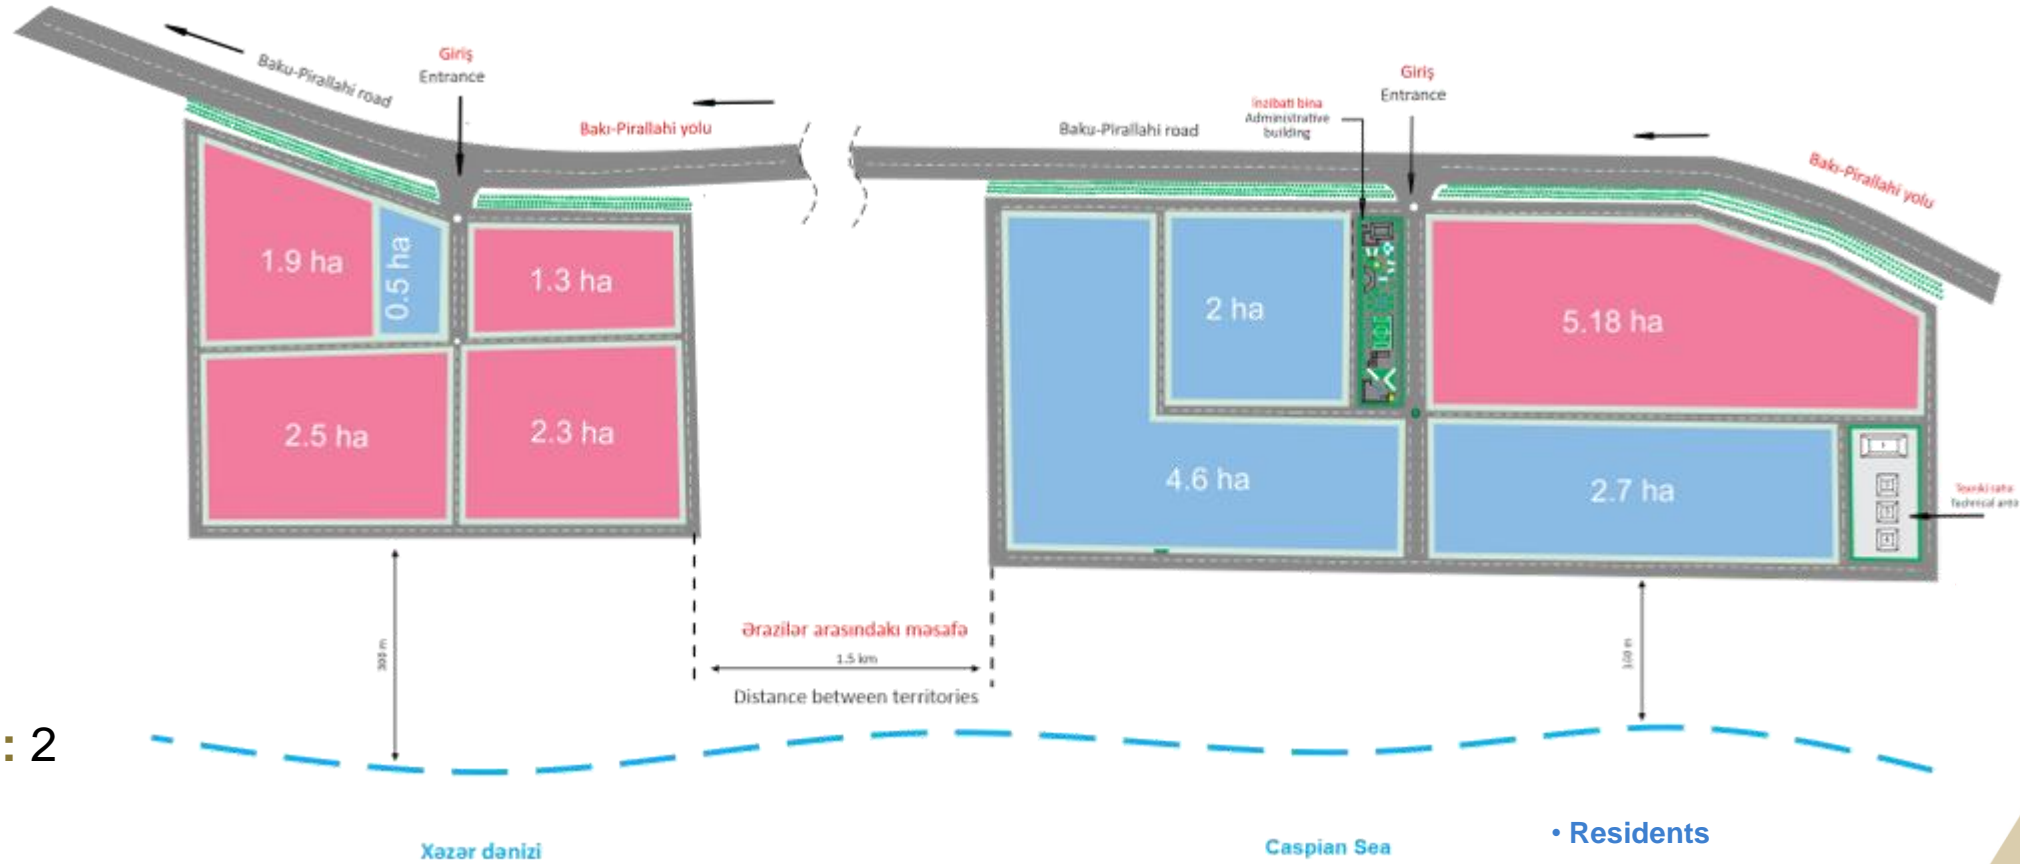 Baku-Pirallahi road
Giriş
Entrance
Bakı-Pirallahi yolu
Baku-Pirallahi road
İnzibati bina
Administrative
building
Giriş
Entrance
Bakı-Pirallahi yolu
1.9 ha
0.5 ha
1.3 ha
2.5 ha
2.3 ha
2 ha
5.18 ha
4.6 ha
2.7 ha
Texniki sahə
Technical area
300 m
Ərazilər arasındakı məsafə
1.5 km
Distance between territories
300 m
: 2
Xəzər dənizi
Caspian Sea
• Residents